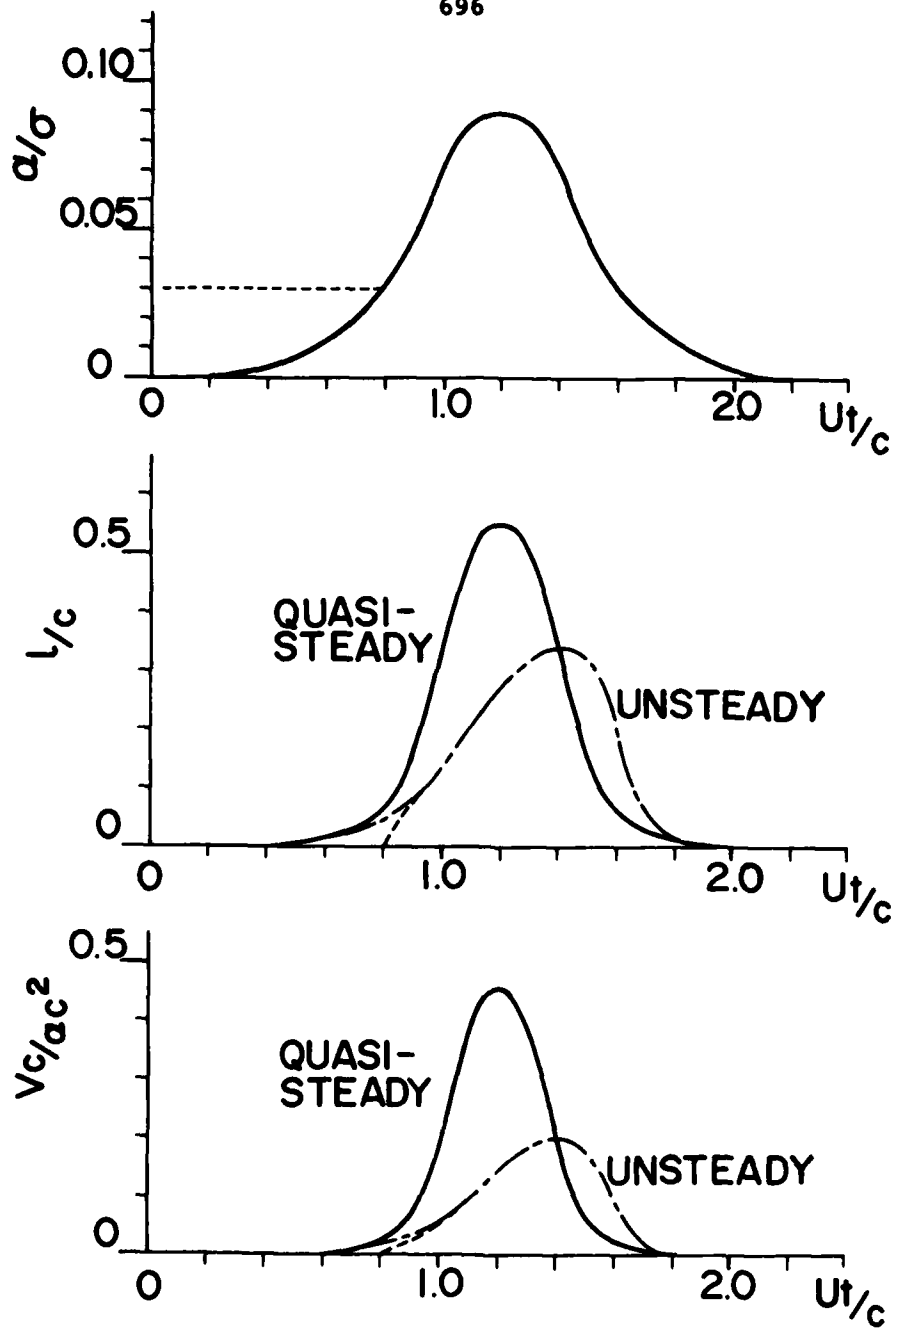 696
0.10
α/σ
0.05
0
0
1.0
2.0
Ut/c
0.5
l/c
QUASI-
STEADY
UNSTEADY
0
0
1.0
2.0
Ut/c
0.5
Vc/αc²
QUASI-
STEADY
UNSTEADY
0
0
1.0
2.0
Ut/c